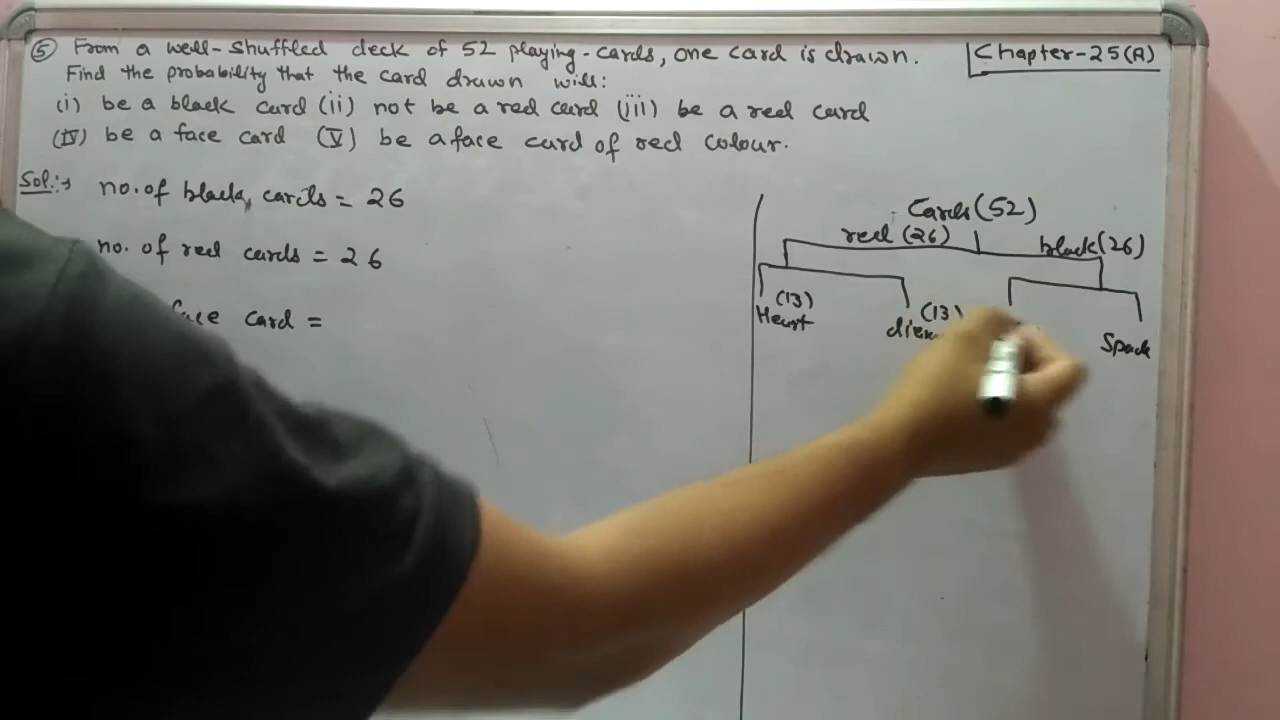 ⑤ From a well-shuffled deck of 52 playing-cards, one card is drawn.
Find the probability that the card drawn will:
(i) be a black card (ii) not be a red card (iii) be a red card
(IV) be a face card (V) be a face card of red colour.
Chapter-25(A)
Sol:→ no. of black cards = 26
no. of red cards = 26
face card =
Cards (52)
red (26) black (26)
(13) (13)
Heart Spade